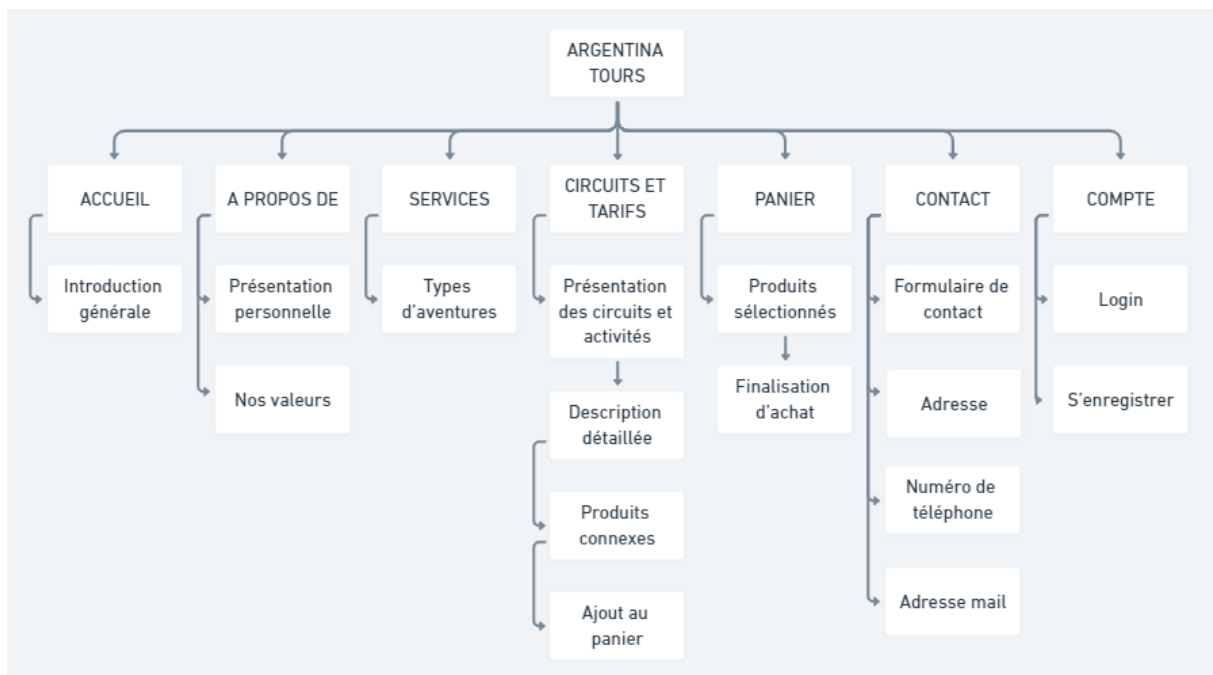 ARGENTINA
TOURS
ACCUEIL
A PROPOS DE
SERVICES
CIRCUITS ET
TARIFS
PANIER
CONTACT
COMPTE
Introduction
générale
Présentation
personnelle
Types
d'aventures
Présentation
des circuits et
activités
Produits
sélectionnés
Formulaire de
contact
Login
Nos valeurs
Description
détaillée
Finalisation
d'achat
Adresse
S'enregistrer
Produits
connexes
Numéro de
téléphone
Ajout au
panier
Adresse mail